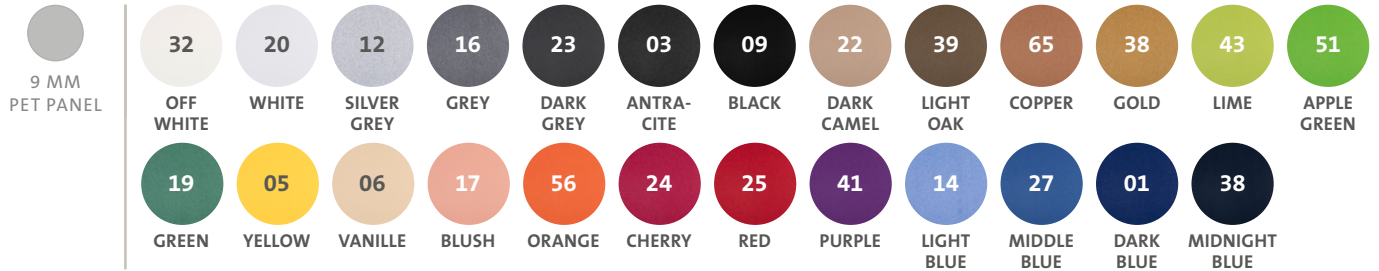 9 MM
PET PANEL
32 20 12 16 23 03 09 22 39 65 38 43 51
OFF WHITE SILVER GREY DARK ANTRA- BLACK DARK LIGHT COPPER GOLD LIME APPLE
WHITE GREY GREY CITE CAMEL OAK GREEN
19 05 06 17 56 24 25 41 14 27 01 38
GREEN YELLOW VANILLE BLUSH ORANGE CHERRY RED PURPLE LIGHT MIDDLE DARK MIDNIGHT
BLUE BLUE BLUE BLUE